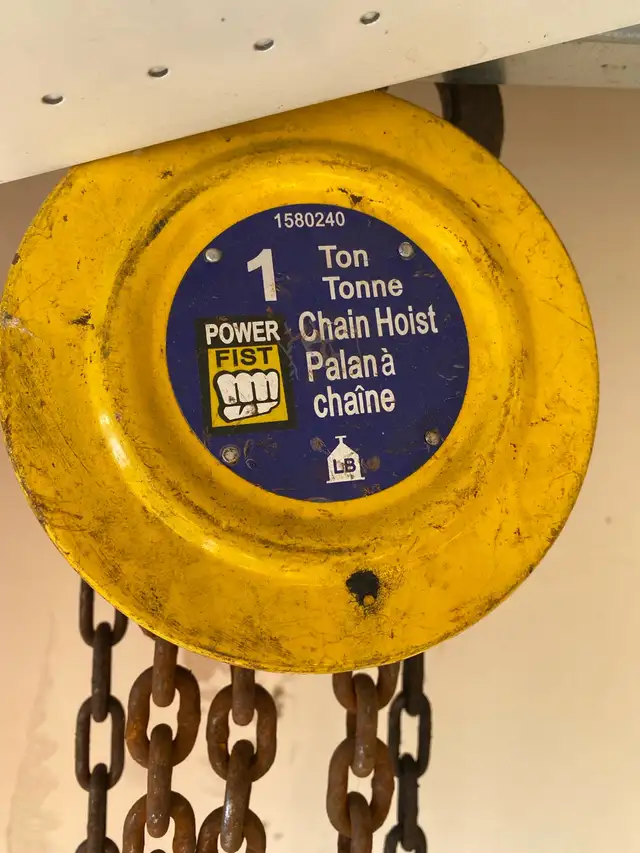 1580240
1 Ton
Tonne
Chain Hoist
Palan à
chaîne
POWER
FIST
LB